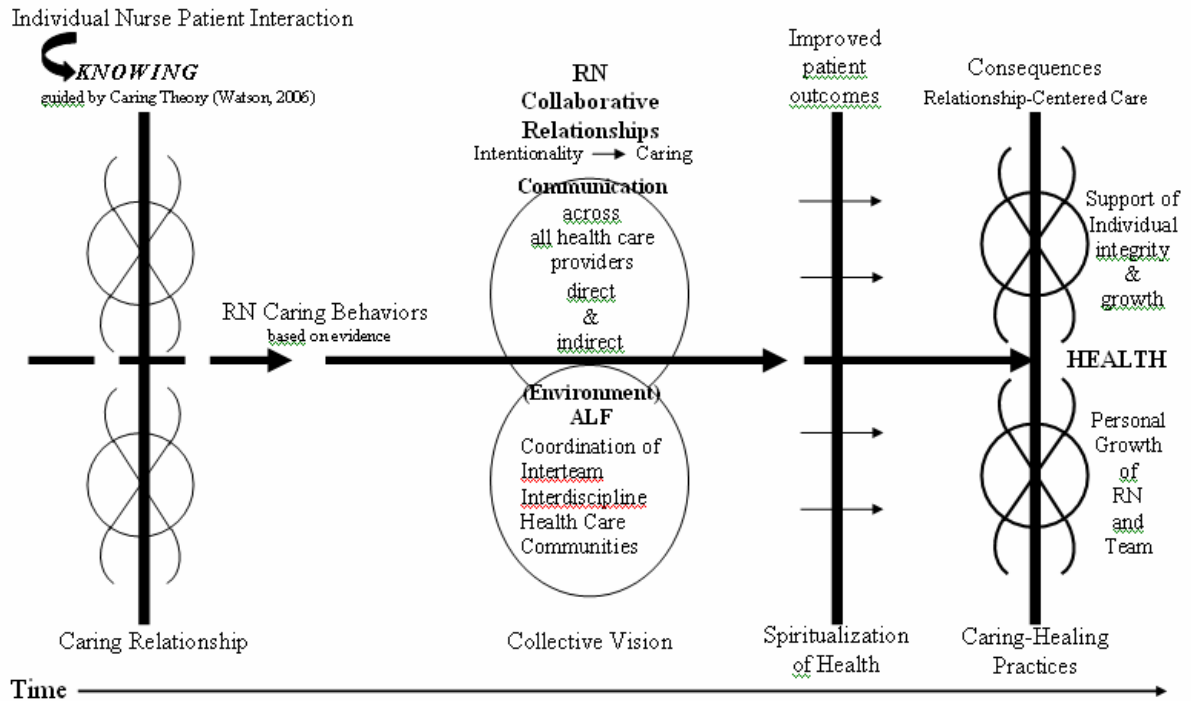 Individual Nurse Patient Interaction
KNOWING
guided by Caring Theory (Watson, 2006)
Caring Relationship
RN Caring Behaviors
based on evidence
RN
Collaborative
Relationships
Intentionality → Caring
Communication
across
all health care
providers
direct
&
indirect
(Environment)
ALF
Coordination of
Interteam
Interdiscipline
Health Care
Communities
Collective Vision
Improved
patient
outcomes
Spiritualization
of Health
Consequences
Relationship-Centered Care
Support of
Individual
integrity
&
growth
HEALTH
Personal
Growth
of
RN
and
Team
Caring-Healing
Practices
Time